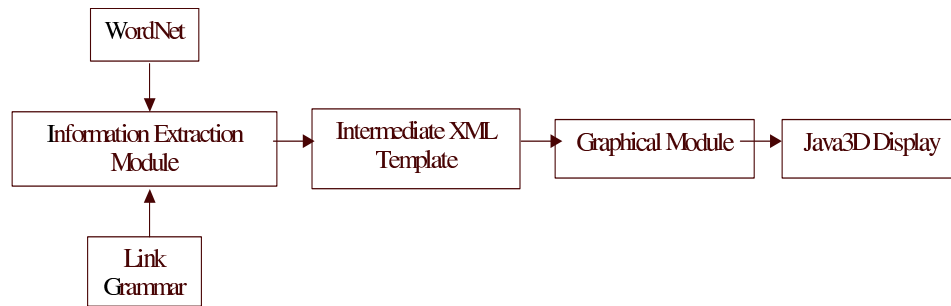 WordNet
Information Extraction
Module
Intermediate XML
Template
Graphical Module
Java3D Display
Link
Grammar